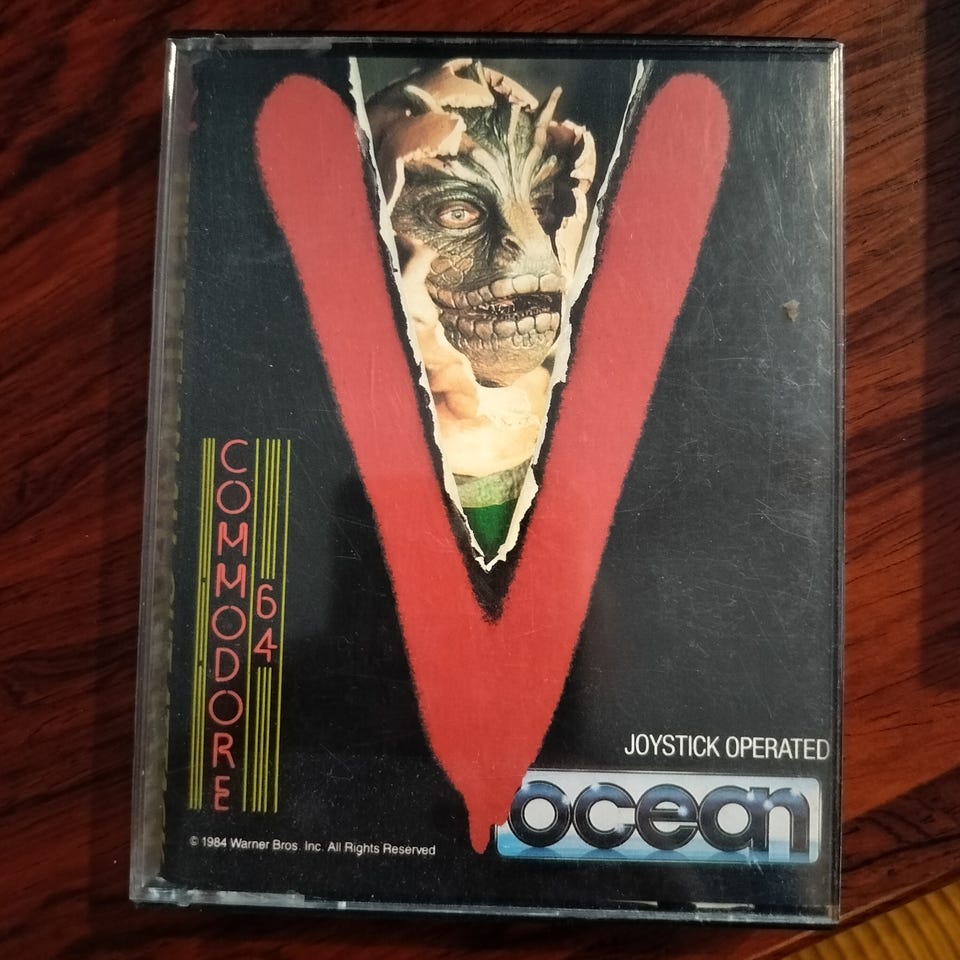 V
COMMODORE
64
JOYSTICK OPERATED
ocean
© 1984 Warner Bros. Inc. All Rights Reserved